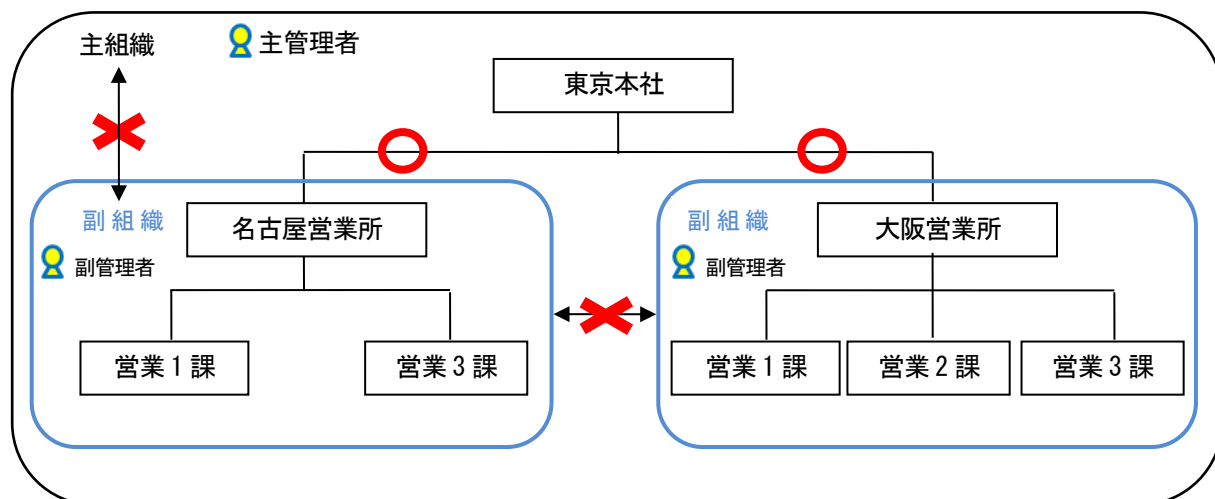 主組織
主管理者
東京本社
副組織
名古屋営業所
副管理者
営業1課
営業3課
副組織
大阪営業所
副管理者
営業1課
営業2課
営業3課